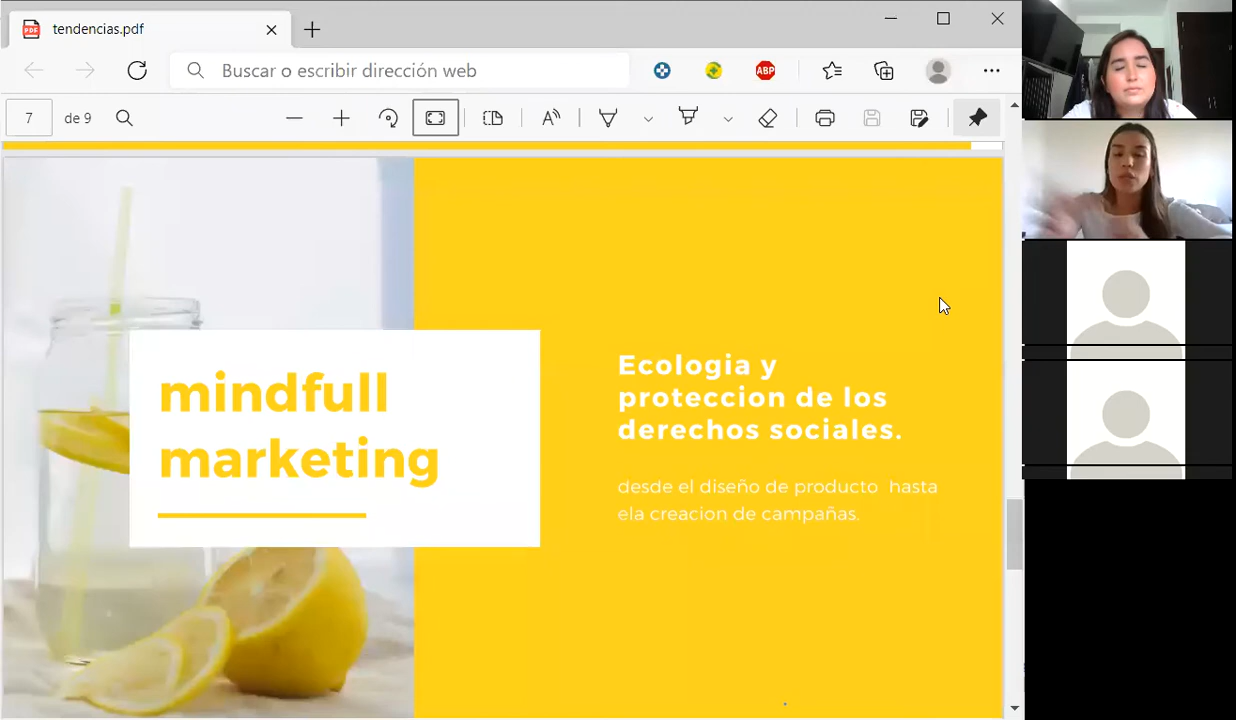 tendencias.pdf
Buscar o escribir dirección web
ABP
7 de 9
mindfull
marketing
Ecologia y
proteccion de los
derechos sociales.
desde el diseño de producto hasta
ela creacion de campañas.